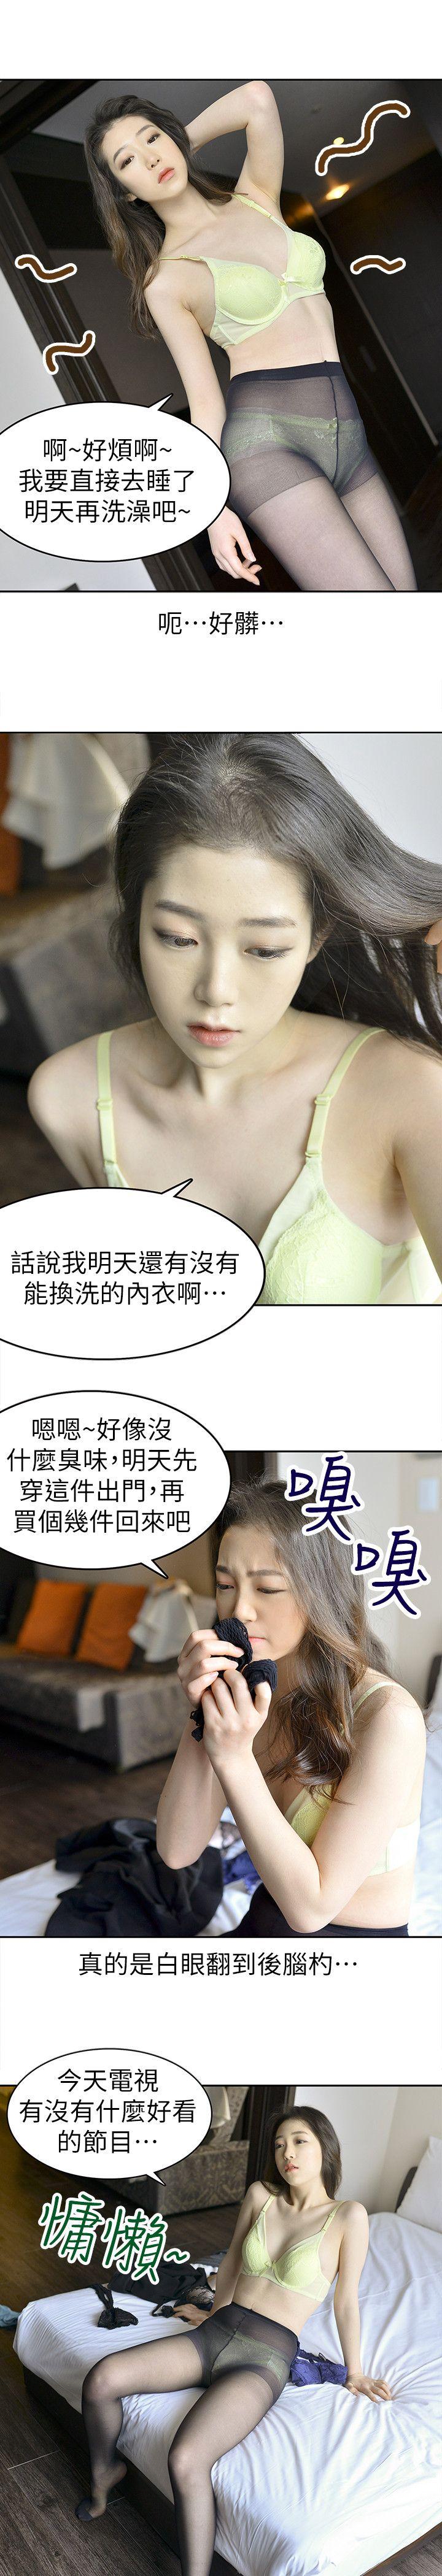 啊~好煩啊~
我要直接去睡了
明天再洗澡吧~
呃⋯好髒⋯
話說我明天還有沒有
能換洗的內衣啊⋯
嗯嗯~好像沒
什麼臭味,明天先
穿這件出門,再
買個幾件回來吧
嗅
嗅
真的是白眼翻到後腦杓⋯
今天電視
有沒有什麼好看
的節目⋯
慵懶~